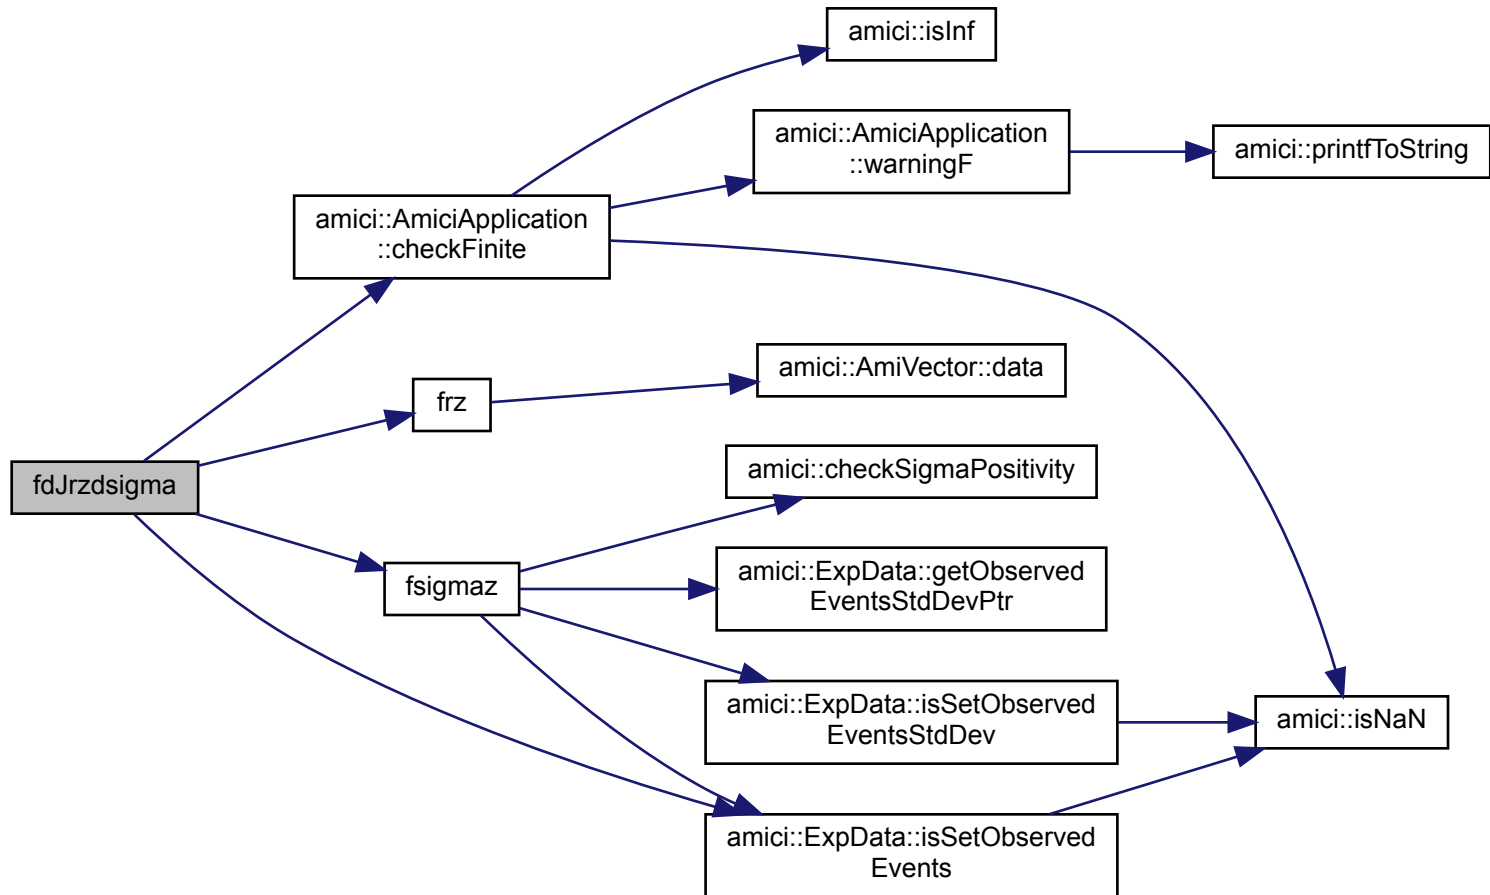 amici::isInf
amici::AmiciApplication
::warningF
amici::printfToString
amici::AmiciApplication
::checkFinite
amici::AmiVector::data
frz
amici::checkSigmaPositivity
fdJrzdsigma
amici::ExpData::getObserved
EventsStdDevPtr
fsigmaz
amici::ExpData::isSetObserved
EventsStdDev
amici::isNaN
amici::ExpData::isSetObserved
Events